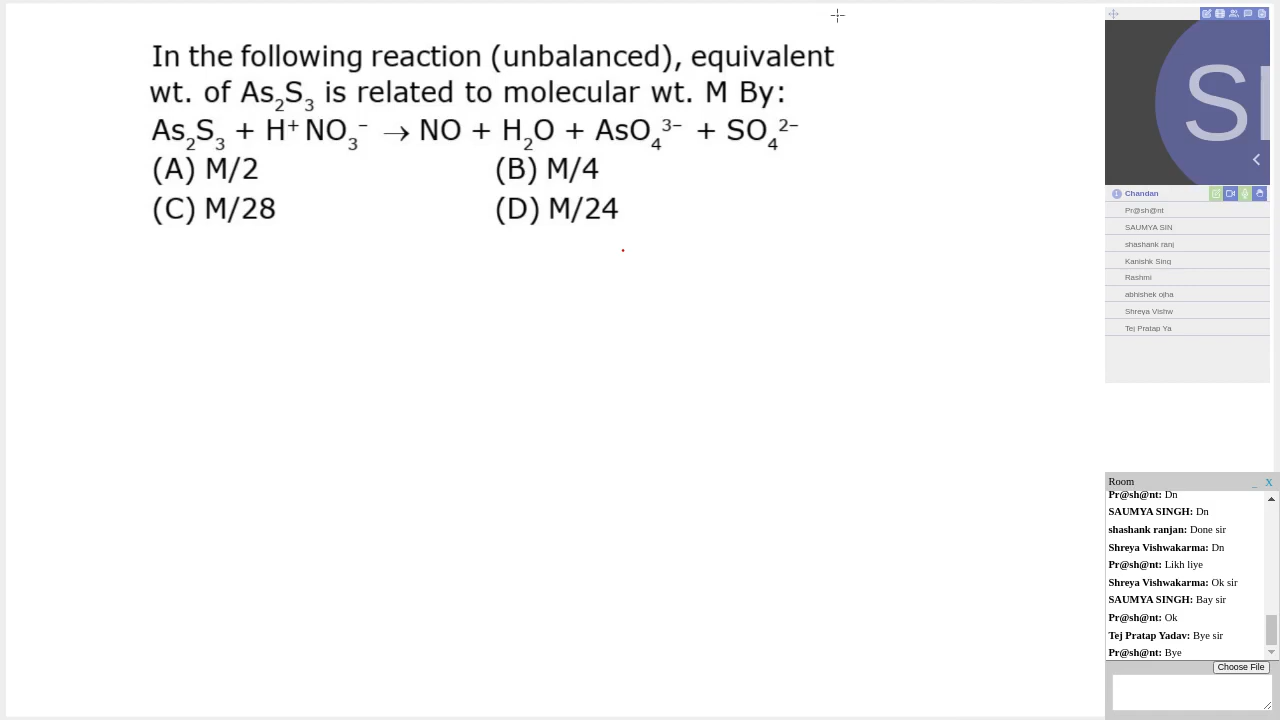 In the following reaction (unbalanced), equivalent
wt. of As₂S₃ is related to molecular wt. M By:
As₂S₃ + H⁺ NO₃⁻ → NO + H₂O + AsO₄³⁻ + SO₄²⁻
(A) M/2 (B) M/4
(C) M/28 (D) M/24
SI
Chandan
Pr@sh@nt
SAUMYA SIN
shashank ranj
Kanishk Sing
Rashmi
abhishek ojha
Shreya Vishw
Tej Pratap Ya
Room _ X
Pr@sh@nt: Dn
SAUMYA SINGH: Dn
shashank ranjan: Done sir
Shreya Vishwakarma: Dn
Pr@sh@nt: Likh liye
Shreya Vishwakarma: Ok sir
SAUMYA SINGH: Bay sir
Pr@sh@nt: Ok
Tej Pratap Yadav: Bye sir
Pr@sh@nt: Bye
Choose File